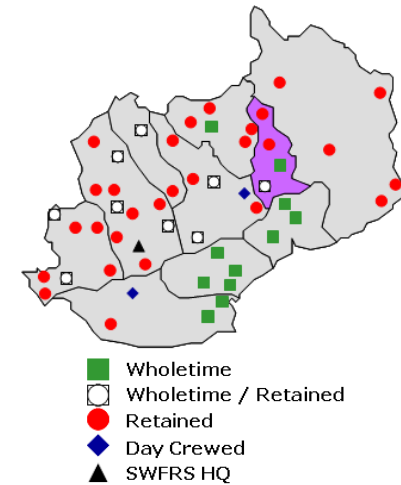 Wholetime
Wholetime / Retained
Retained
Day Crewed
SWFRS HQ